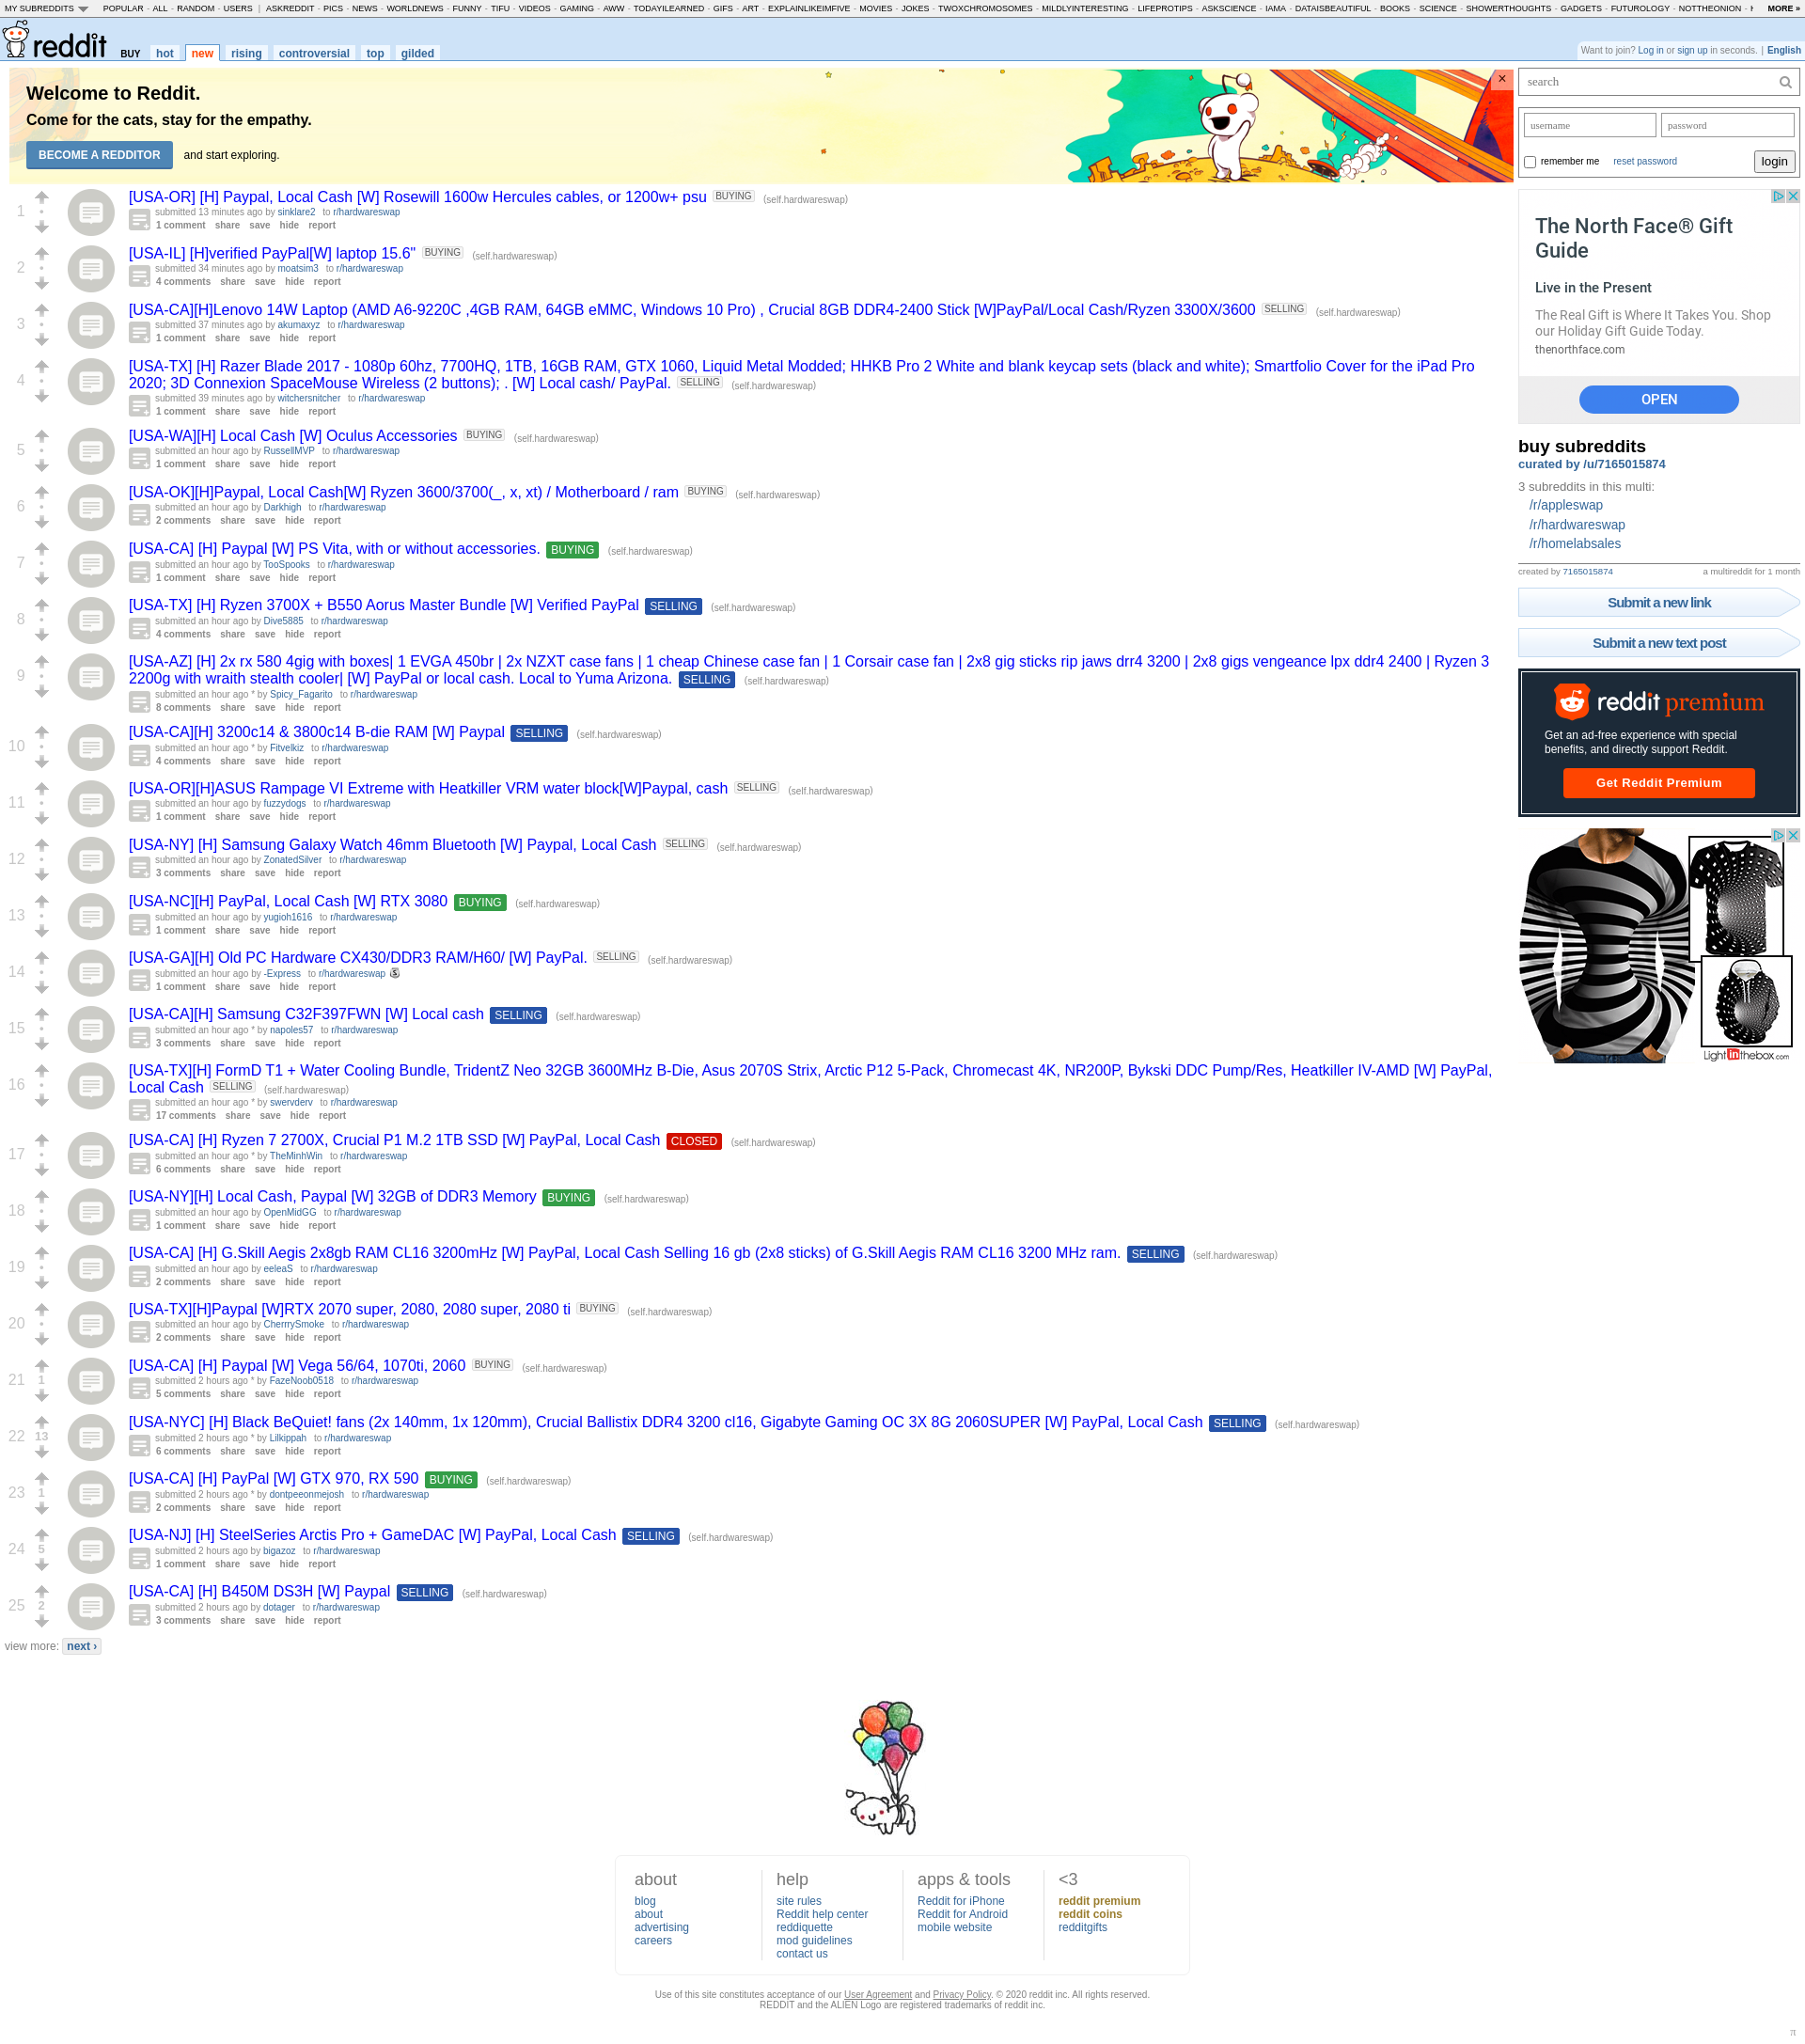 MY SUBREDDITS POPULAR - ALL - RANDOM - USERS | ASKREDDIT - PICS - NEWS - WORLDNEWS - FUNNY - TIFU - VIDEOS - GAMING - AWW - TODAYILEARNED - GIFS - ART - EXPLAINLIKEIMFIVE - MOVIES - JOKES - TWOXCHROMOSOMES - MILDLYINTERESTING - LIFEPROTIPS - ASKSCIENCE - IAMA - DATAISBEAUTIFUL - BOOKS - SCIENCE - SHOWERTHOUGHTS - GADGETS - FUTUROLOGY - NOTTHEONION - MORE »
reddit BUY hot new rising controversial top gilded
Want to join? Log in or sign up in seconds. | English
Welcome to Reddit.
Come for the cats, stay for the empathy.
BECOME A REDDITOR and start exploring.
×
1 [USA-OR] [H] Paypal, Local Cash [W] Rosewill 1600w Hercules cables, or 1200w+ psu BUYING (self.hardwareswap)
submitted 13 minutes ago by sinklare2 to r/hardwareswap
1 comment share save hide report
2 [USA-IL] [H]verified PayPal[W] laptop 15.6" BUYING (self.hardwareswap)
submitted 34 minutes ago by moatsim3 to r/hardwareswap
4 comments share save hide report
3 [USA-CA][H]Lenovo 14W Laptop (AMD A6-9220C ,4GB RAM, 64GB eMMC, Windows 10 Pro) , Crucial 8GB DDR4-2400 Stick [W]PayPal/Local Cash/Ryzen 3300X/3600 SELLING (self.hardwareswap)
submitted 37 minutes ago by akumaxyz to r/hardwareswap
1 comment share save hide report
4 [USA-TX] [H] Razer Blade 2017 - 1080p 60hz, 7700HQ, 1TB, 16GB RAM, GTX 1060, Liquid Metal Modded; HHKB Pro 2 White and blank keycap sets (black and white); Smartfolio Cover for the iPad Pro
2020; 3D Connexion SpaceMouse Wireless (2 buttons); . [W] Local cash/ PayPal. SELLING (self.hardwareswap)
submitted 39 minutes ago by witchersnitcher to r/hardwareswap
1 comment share save hide report
5 [USA-WA][H] Local Cash [W] Oculus Accessories BUYING (self.hardwareswap)
submitted an hour ago by RussellMVP to r/hardwareswap
1 comment share save hide report
6 [USA-OK][H]Paypal, Local Cash[W] Ryzen 3600/3700(_, x, xt) / Motherboard / ram BUYING (self.hardwareswap)
submitted an hour ago by Darkhigh to r/hardwareswap
2 comments share save hide report
7 [USA-CA] [H] Paypal [W] PS Vita, with or without accessories. BUYING (self.hardwareswap)
submitted an hour ago by TooSpooks to r/hardwareswap
1 comment share save hide report
8 [USA-TX] [H] Ryzen 3700X + B550 Aorus Master Bundle [W] Verified PayPal SELLING (self.hardwareswap)
submitted an hour ago by Dive5885 to r/hardwareswap
4 comments share save hide report
9 [USA-AZ] [H] 2x rx 580 4gig with boxes| 1 EVGA 450br | 2x NZXT case fans | 1 cheap Chinese case fan | 1 Corsair case fan | 2x8 gig sticks rip jaws drr4 3200 | 2x8 gigs vengeance lpx ddr4 2400 | Ryzen 3
2200g with wraith stealth cooler| [W] PayPal or local cash. Local to Yuma Arizona. SELLING (self.hardwareswap)
submitted an hour ago * by Spicy_Fagarito to r/hardwareswap
8 comments share save hide report
10 [USA-CA][H] 3200c14 & 3800c14 B-die RAM [W] Paypal SELLING (self.hardwareswap)
submitted an hour ago * by Fitvelkiz to r/hardwareswap
4 comments share save hide report
11 [USA-OR][H]ASUS Rampage VI Extreme with Heatkiller VRM water block[W]Paypal, cash SELLING (self.hardwareswap)
submitted an hour ago by fuzzydogs to r/hardwareswap
1 comment share save hide report
12 [USA-NY] [H] Samsung Galaxy Watch 46mm Bluetooth [W] Paypal, Local Cash SELLING (self.hardwareswap)
submitted an hour ago by ZonatedSilver to r/hardwareswap
3 comments share save hide report
13 [USA-NC][H] PayPal, Local Cash [W] RTX 3080 BUYING (self.hardwareswap)
submitted an hour ago by yugioh1616 to r/hardwareswap
1 comment share save hide report
14 [USA-GA][H] Old PC Hardware CX430/DDR3 RAM/H60/ [W] PayPal. SELLING (self.hardwareswap)
submitted an hour ago by -Express to r/hardwareswap
1 comment share save hide report
15 [USA-CA][H] Samsung C32F397FWN [W] Local cash SELLING (self.hardwareswap)
submitted an hour ago * by napoles57 to r/hardwareswap
3 comments share save hide report
16 [USA-TX][H] FormD T1 + Water Cooling Bundle, TridentZ Neo 32GB 3600MHz B-Die, Asus 2070S Strix, Arctic P12 5-Pack, Chromecast 4K, NR200P, Bykski DDC Pump/Res, Heatkiller IV-AMD [W] PayPal,
Local Cash SELLING (self.hardwareswap)
submitted an hour ago * by swervderv to r/hardwareswap
17 comments share save hide report
17 [USA-CA] [H] Ryzen 7 2700X, Crucial P1 M.2 1TB SSD [W] PayPal, Local Cash CLOSED (self.hardwareswap)
submitted an hour ago * by TheMinhWin to r/hardwareswap
6 comments share save hide report
18 [USA-NY][H] Local Cash, Paypal [W] 32GB of DDR3 Memory BUYING (self.hardwareswap)
submitted an hour ago by OpenMidGG to r/hardwareswap
1 comment share save hide report
19 [USA-CA] [H] G.Skill Aegis 2x8gb RAM CL16 3200mHz [W] PayPal, Local Cash Selling 16 gb (2x8 sticks) of G.Skill Aegis RAM CL16 3200 MHz ram. SELLING (self.hardwareswap)
submitted an hour ago by eeleaS to r/hardwareswap
2 comments share save hide report
20 [USA-TX][H]Paypal [W]RTX 2070 super, 2080, 2080 super, 2080 ti BUYING (self.hardwareswap)
submitted an hour ago by CherrrySmoke to r/hardwareswap
2 comments share save hide report
21 1 [USA-CA] [H] Paypal [W] Vega 56/64, 1070ti, 2060 BUYING (self.hardwareswap)
submitted 2 hours ago * by FazeNoob0518 to r/hardwareswap
5 comments share save hide report
22 13 [USA-NYC] [H] Black BeQuiet! fans (2x 140mm, 1x 120mm), Crucial Ballistix DDR4 3200 cl16, Gigabyte Gaming OC 3X 8G 2060SUPER [W] PayPal, Local Cash SELLING (self.hardwareswap)
submitted 2 hours ago * by Lilkippah to r/hardwareswap
6 comments share save hide report
23 1 [USA-CA] [H] PayPal [W] GTX 970, RX 590 BUYING (self.hardwareswap)
submitted 2 hours ago * by dontpeeonmejosh to r/hardwareswap
2 comments share save hide report
24 5 [USA-NJ] [H] SteelSeries Arctis Pro + GameDAC [W] PayPal, Local Cash SELLING (self.hardwareswap)
submitted 2 hours ago by bigazoz to r/hardwareswap
1 comment share save hide report
25 2 [USA-CA] [H] B450M DS3H [W] Paypal SELLING (self.hardwareswap)
submitted 2 hours ago by dotager to r/hardwareswap
3 comments share save hide report
view more: next ›
search
username password
remember me reset password login
The North Face® Gift
Guide
Live in the Present
The Real Gift is Where It Takes You. Shop
our Holiday Gift Guide Today.
thenorthface.com
OPEN
buy subreddits
curated by /u/7165015874
3 subreddits in this multi:
/r/appleswap
/r/hardwareswap
/r/homelabsales
created by 7165015874 a multireddit for 1 month
Submit a new link
Submit a new text post
reddit premium
Get an ad-free experience with special
benefits, and directly support Reddit.
Get Reddit Premium
Light in the box.com
about
blog
about
advertising
careers
help
site rules
Reddit help center
reddiquette
mod guidelines
contact us
apps & tools
Reddit for iPhone
Reddit for Android
mobile website
<3
reddit premium
reddit coins
redditgifts
Use of this site constitutes acceptance of our User Agreement and Privacy Policy. © 2020 reddit inc. All rights reserved.
REDDIT and the ALIEN Logo are registered trademarks of reddit inc.
π